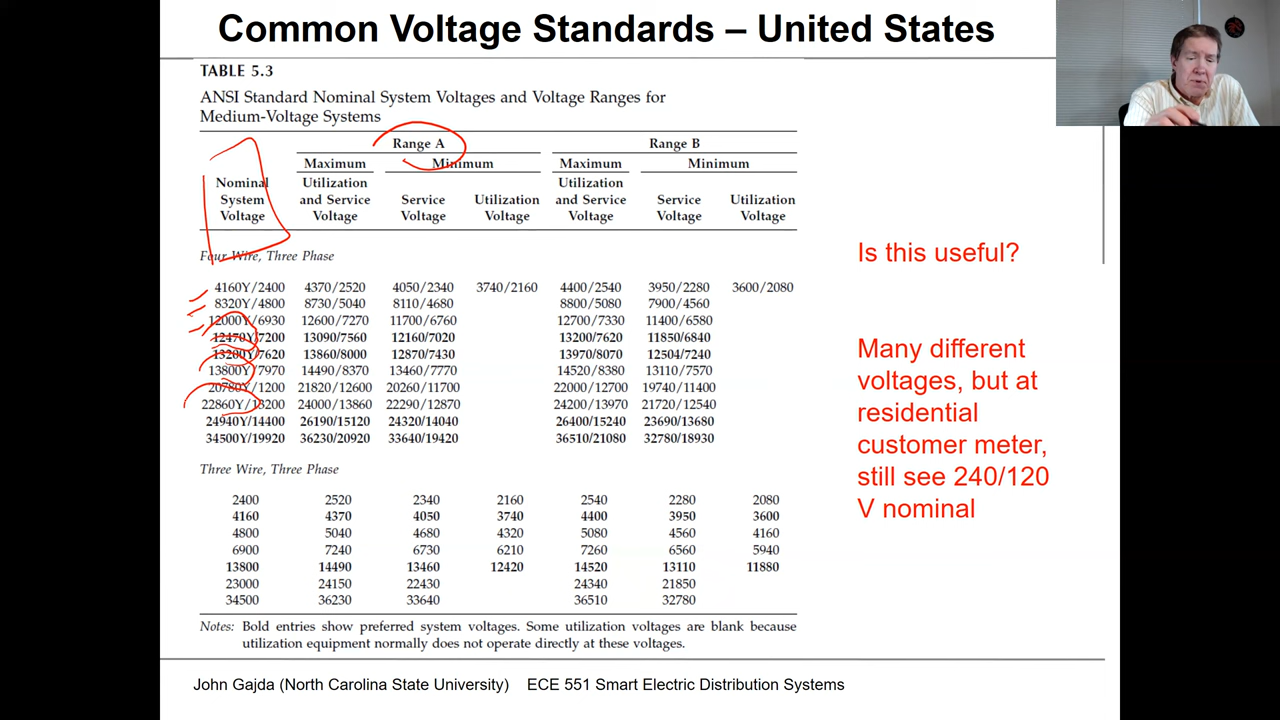 Common Voltage Standards – United States
TABLE 5.3
ANSI Standard Nominal System Voltages and Voltage Ranges for
Medium-Voltage Systems
Range A Range B
Maximum Minimum Maximum Minimum
Nominal Utilization Utilization
System and Service Service Utilization and Service Service Utilization
Voltage Voltage Voltage Voltage Voltage Voltage Voltage
Four Wire, Three Phase
4160Y/2400 4370/2520 4050/2340 3740/2160 4400/2540 3950/2280 3600/2080
8320Y/4800 8730/5040 8110/4680 8800/5080 7900/4560
12000Y/6930 12600/7270 11700/6760 12700/7330 11400/6580
12470Y/7200 13090/7560 12160/7020 13200/7620 11850/6840
13200Y/7620 13860/8000 12870/7430 13970/8070 12504/7240
13800Y/7970 14490/8370 13460/7770 14520/8380 13110/7570
20780Y/1200 21820/12600 20260/11700 22000/12700 19740/11400
22860Y/13200 24000/13860 22290/12870 24200/13970 21720/12540
24940Y/14400 26190/15120 24320/14040 26400/15240 23690/13680
34500Y/19920 36230/20920 33640/19420 36510/21080 32780/18930
Three Wire, Three Phase
2400 2520 2340 2160 2540 2280 2080
4160 4370 4050 3740 4400 3950 3600
4800 5040 4680 4320 5080 4560 4160
6900 7240 6730 6210 7260 6560 5940
13800 14490 13460 12420 14520 13110 11880
23000 24150 22430 24340 21850
34500 36230 33640 36510 32780
Notes: Bold entries show preferred system voltages. Some utilization voltages are blank because
utilization equipment normally does not operate directly at these voltages.
Is this useful?
Many different
voltages, but at
residential
customer meter,
still see 240/120
V nominal
John Gajda (North Carolina State University) ECE 551 Smart Electric Distribution Systems